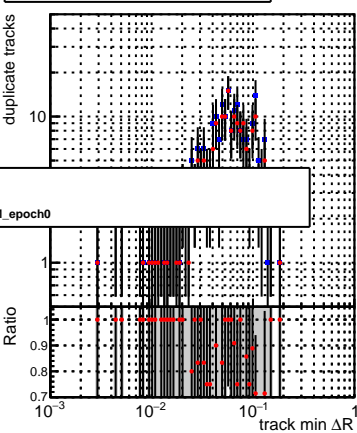 duplicate tracks
10
l_epoch0
1
Ratio
1
0.9
0.8
0.7
10⁻³ 10⁻² 10⁻¹ 1
track min ΔR